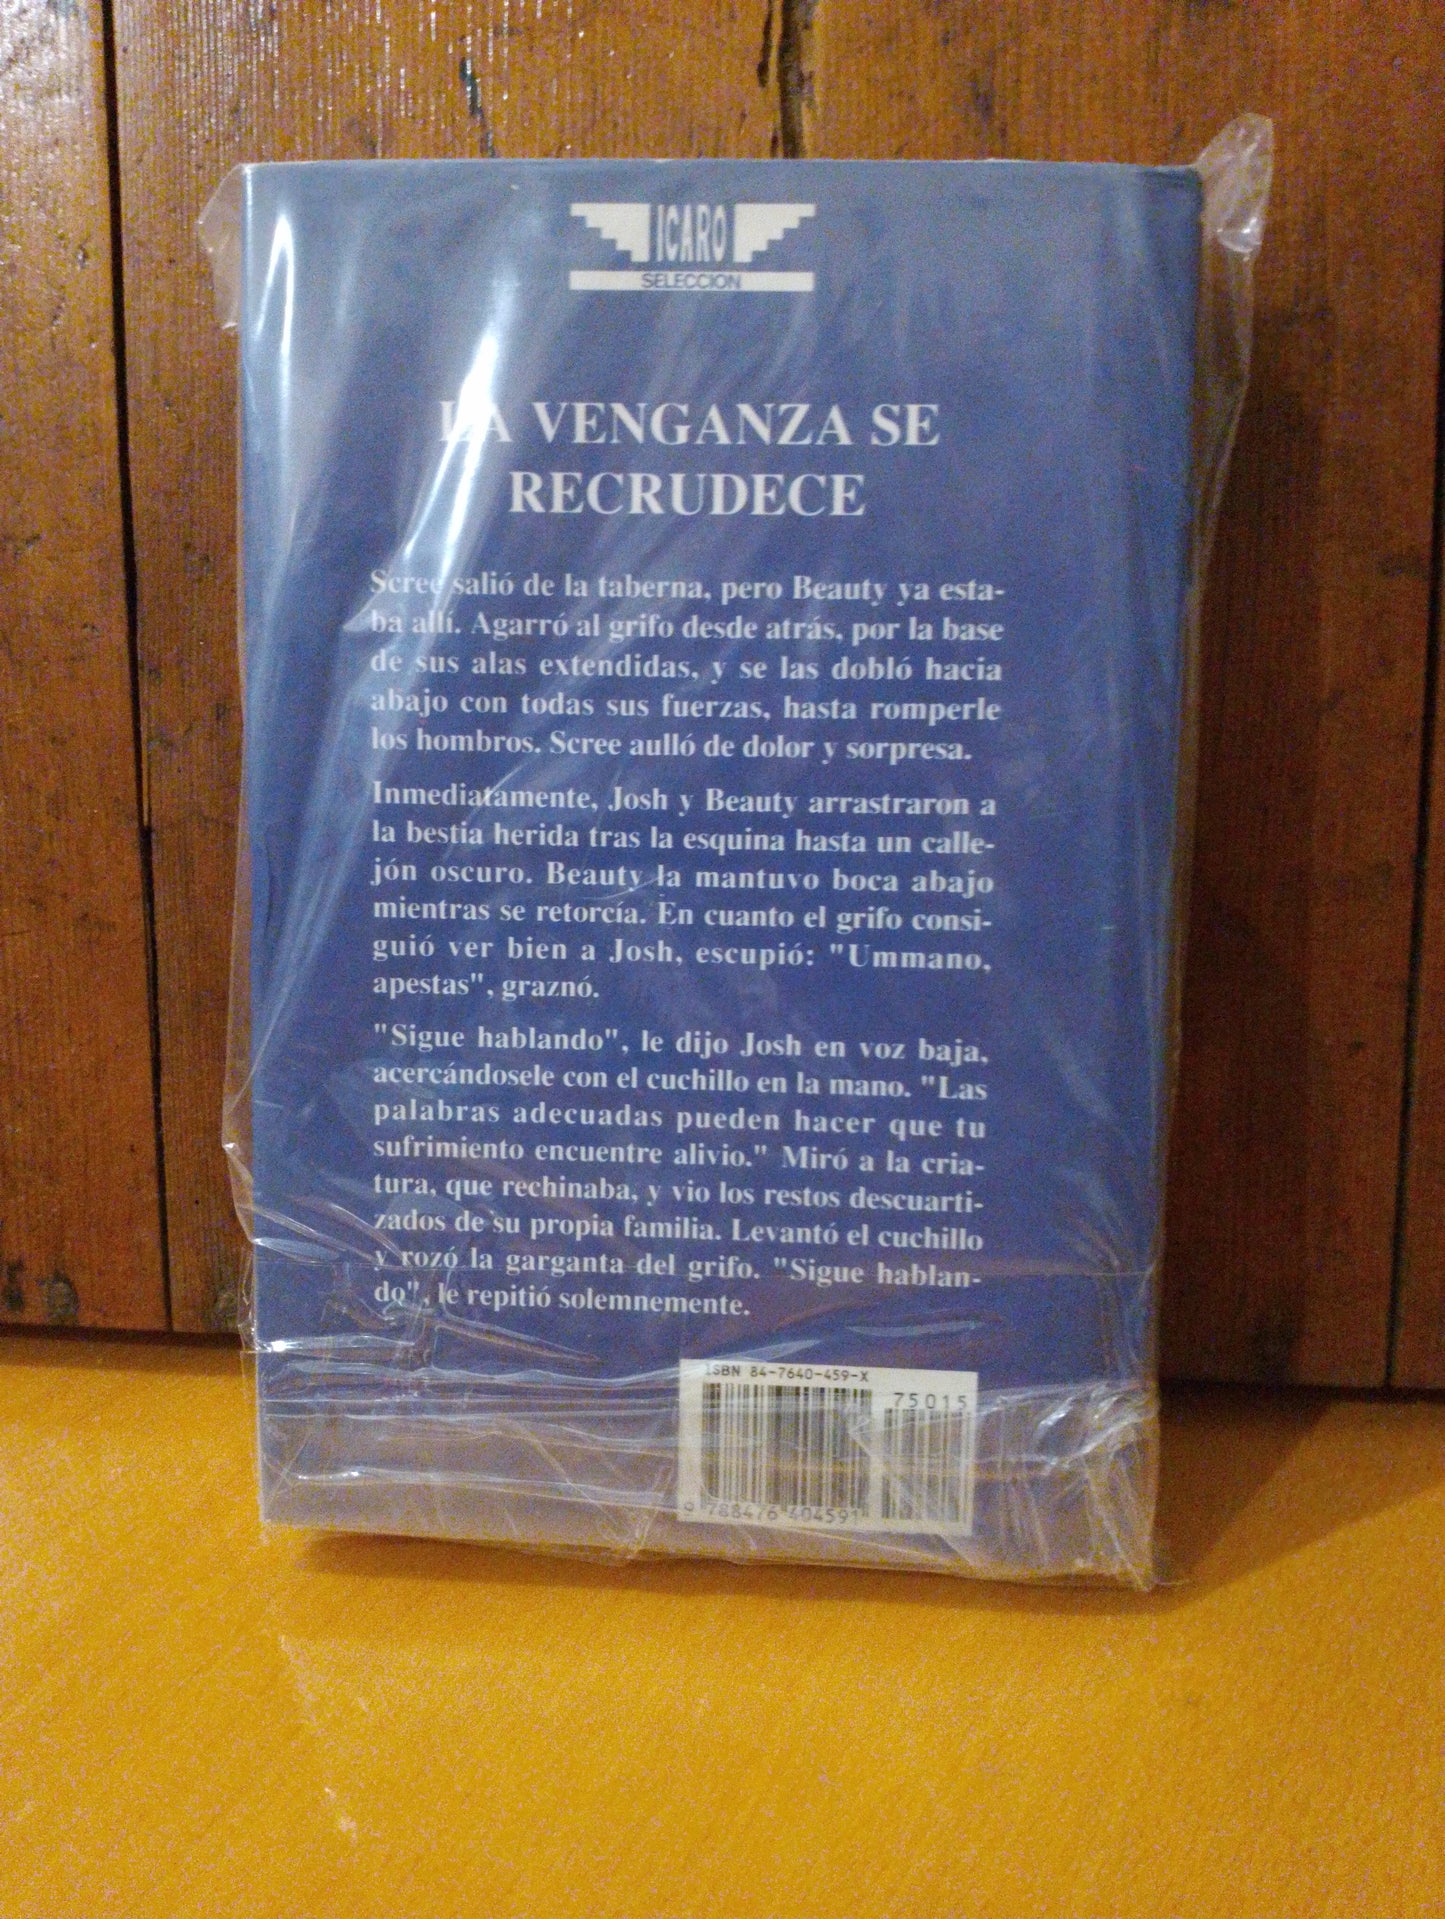 ICARO
SELECCION
LA VENGANZA SE
RECRUDECE
Scree salió de la taberna, pero Beauty ya esta-
ba allí. Agarró al grifo desde atrás, por la base
de sus alas extendidas, y se las dobló hacia
abajo con todas sus fuerzas, hasta romperle
los hombros. Scree aulló de dolor y sorpresa.
Inmediatamente, Josh y Beauty arrastraron a
la bestia herida tras la esquina hasta un calle-
jón oscuro. Beauty la mantuvo boca abajo
mientras se retorcía. En cuanto el grifo consi-
guió ver bien a Josh, escupió: "Ummano,
apestas", graznó.
"Sigue hablando", le dijo Josh en voz baja,
acercándosele con el cuchillo en la mano. "Las
palabras adecuadas pueden hacer que tu
sufrimiento encuentre alivio." Miró a la cria-
tura, que rechinaba, y vio los restos descuarti-
zados de su propia familia. Levantó el cuchillo
y rozó la garganta del grifo. "Sigue hablan-
do", le repitió solemnemente.
ISBN 84-7640-459-X
75015
9 788476 404591